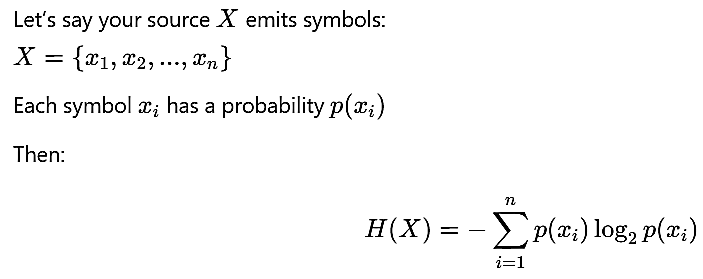 Let's say your source X emits symbols:
X = {x₁, x₂, ..., xₙ}
Each symbol xᵢ has a probability p(xᵢ)
Then:
H(X) = − ∑ᵢ₌₁ⁿ p(xᵢ) log₂ p(xᵢ)